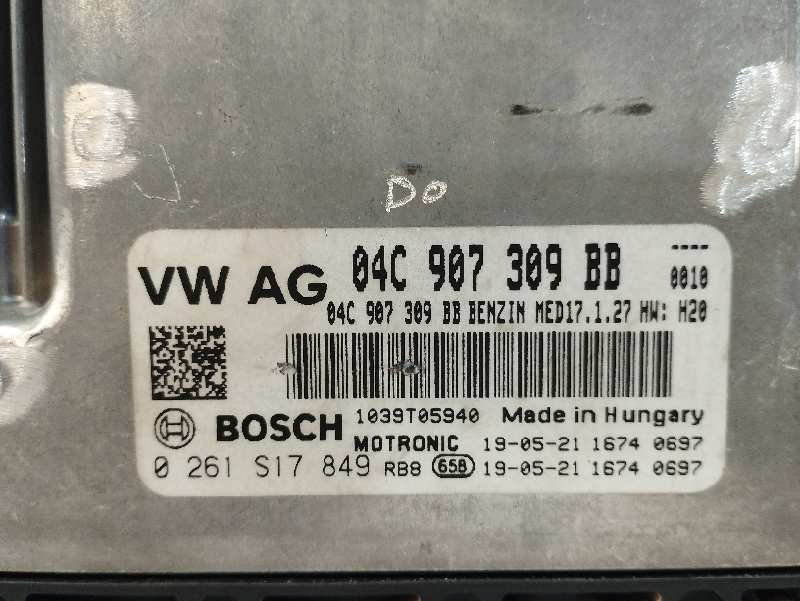 DO
VW AG 04C 907 309 BB ----
0010
04C 907 309 BB BENZIN MED17.1.27 HW: H20
BOSCH 1039T05940 Made in Hungary
MOTRONIC 19-05-21 1674 0697
0 261 S17 849 RB8 658 19-05-21 1674 0697